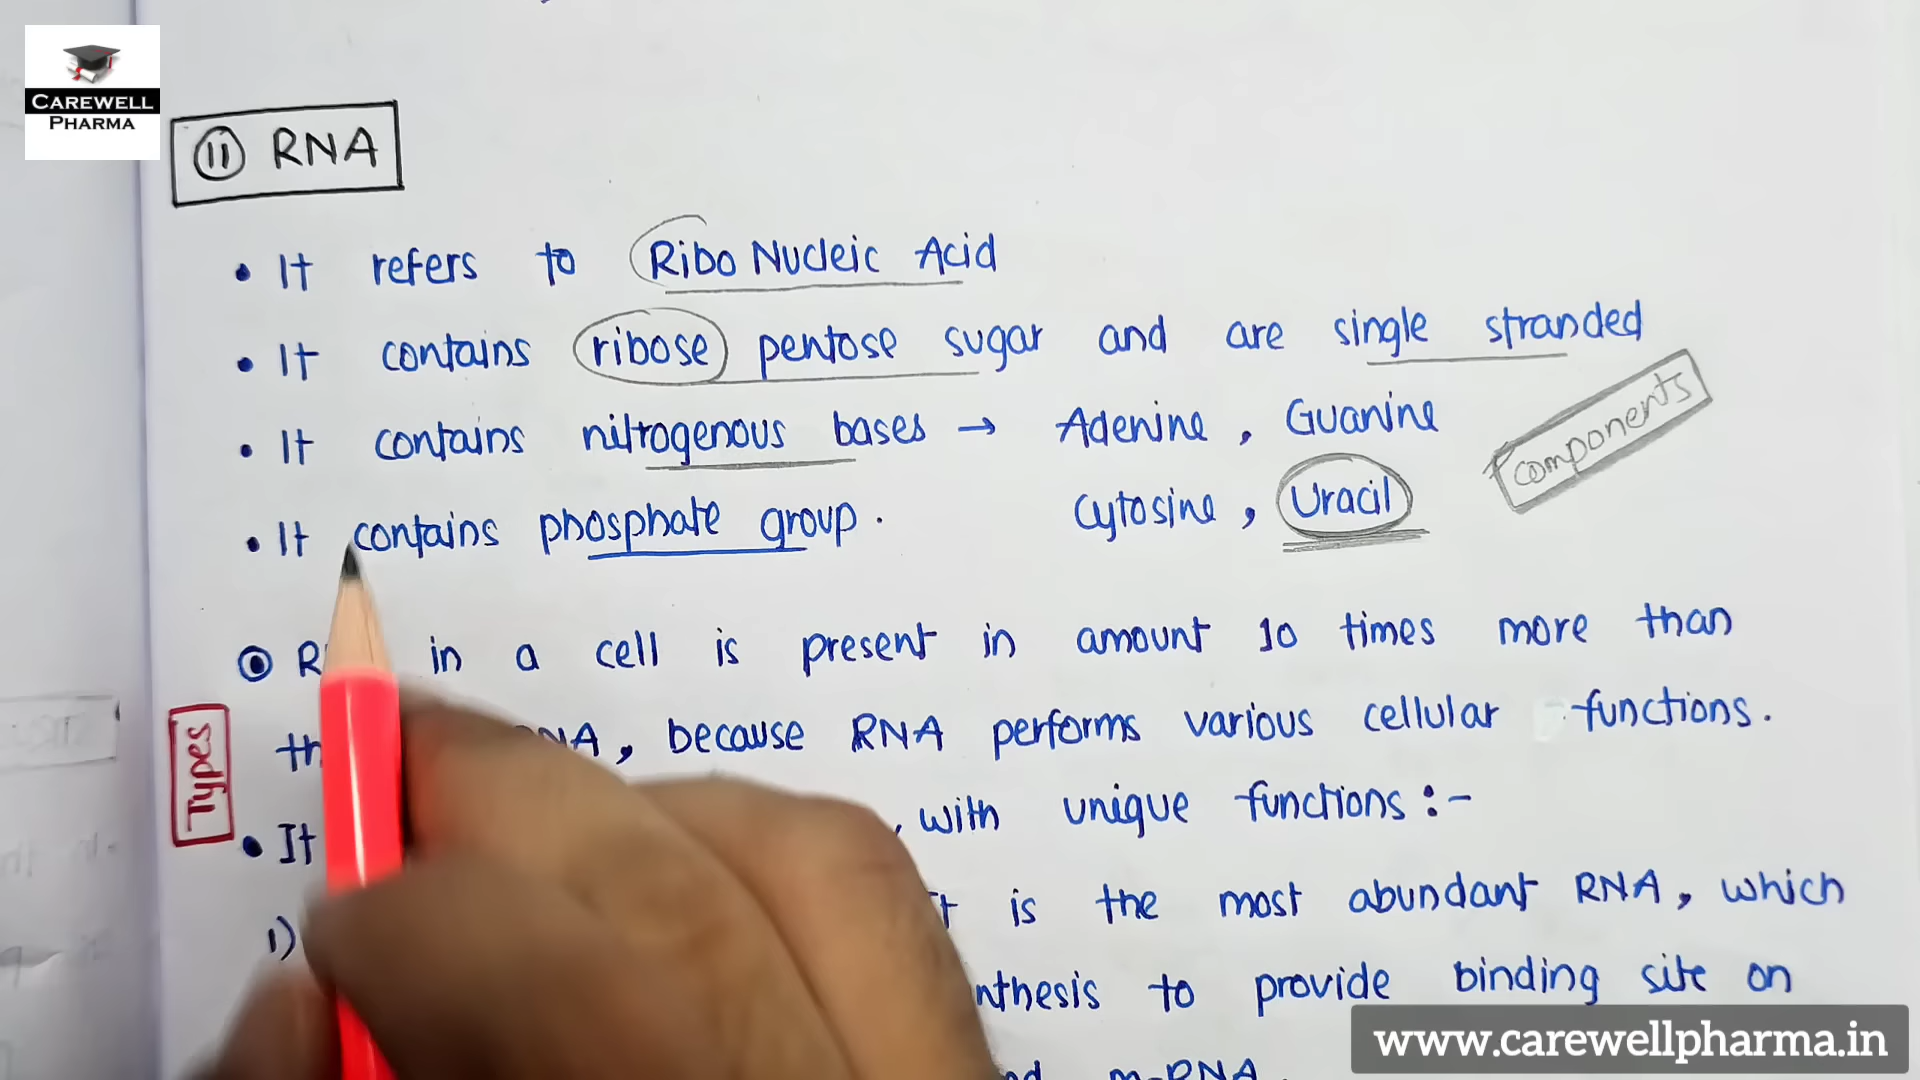 CAREWELL
PHARMA
11 RNA
• It refers to Ribo Nucleic Acid
• It contains ribose pentose sugar and are single stranded
• It contains nitrogenous bases → Adenine, Guanine
Cytosine, Uracil
components
• It contains phosphate group.
in a cell is present in amount 10 times more than
, because RNA performs various cellular functions.
Types
• It , with unique functions :-
1) is the most abundant RNA, which
to provide binding site on
m-RNA.
www.carewellpharma.in